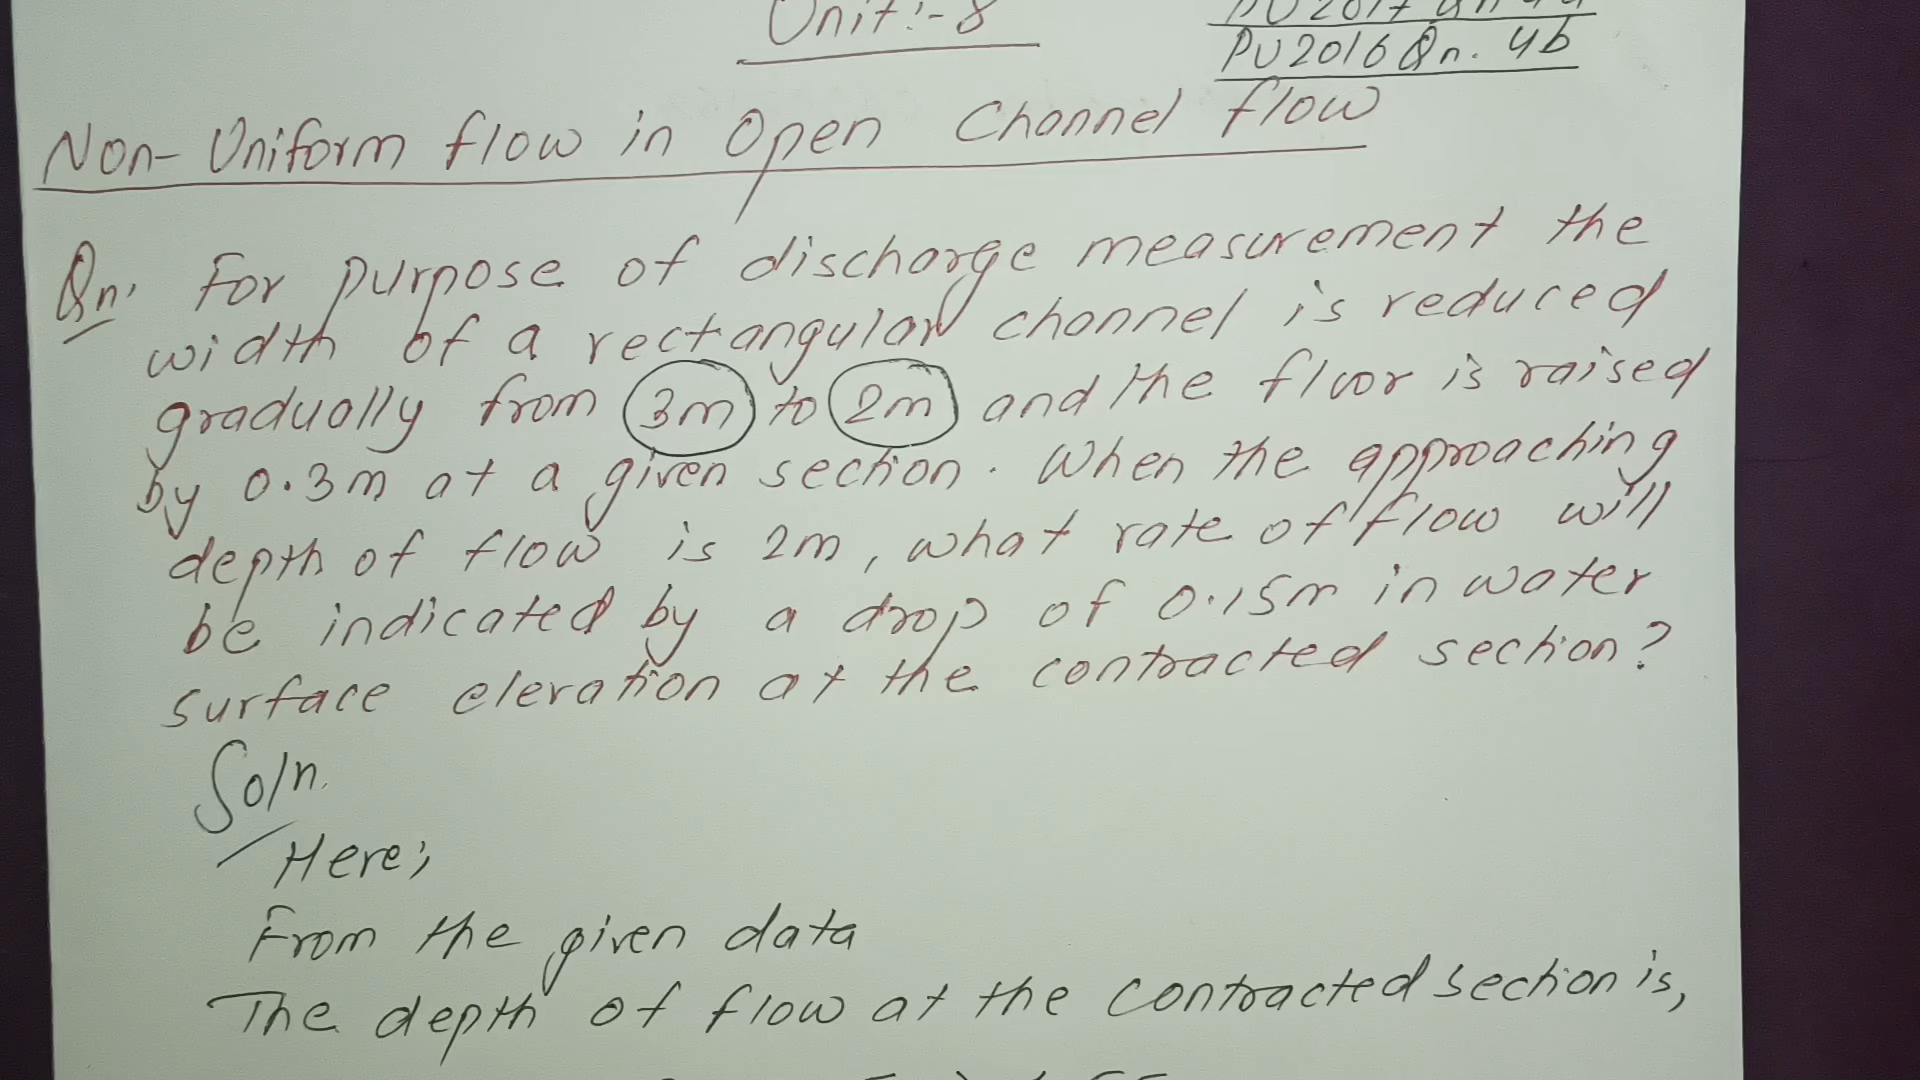 Unit:- 8
PU 2017 Qn
PU 2016 Qn. 4b
Non-Uniform flow in Open Channel flow
Qn. For purpose of discharge measurement the
width of a rectangular channel is reduced
gradually from 3m to 2m and the floor is raised
by 0.3m at a given section. When the approaching
depth of flow is 2m, what rate of flow will
be indicated by a drop of 0.15m in water
surface elevation at the contracted section?
Soln.
Here;
From the given data
The depth of flow at the contracted section is,